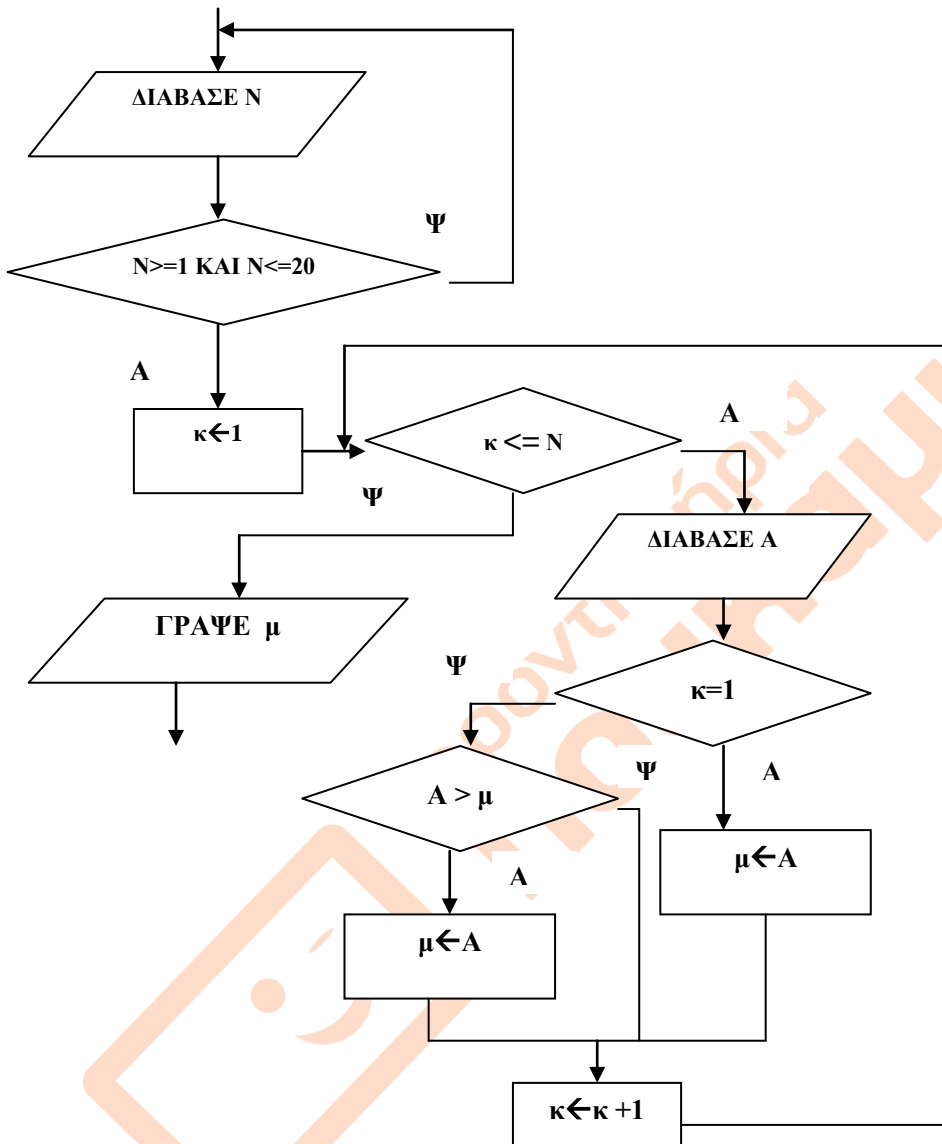 ΔΙΑΒΑΣΕ Ν
Ψ
Ν>=1 ΚΑΙ Ν<=20
Α
κ←1
κ <= Ν
Α
Ψ
ΔΙΑΒΑΣΕ Α
ΓΡΑΨΕ μ
Ψ
κ=1
Α > μ
Ψ
Α
μ←Α
Α
μ←Α
κ←κ +1